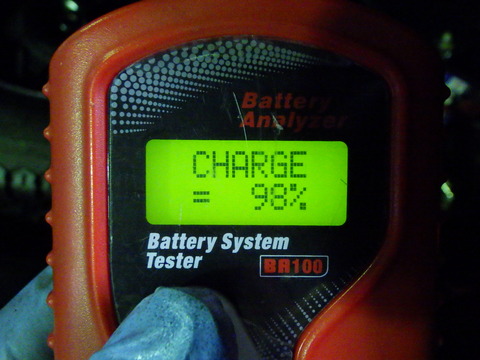 Battery
Analyzer
CHARGE
= 98%
Battery System
Tester
BA100